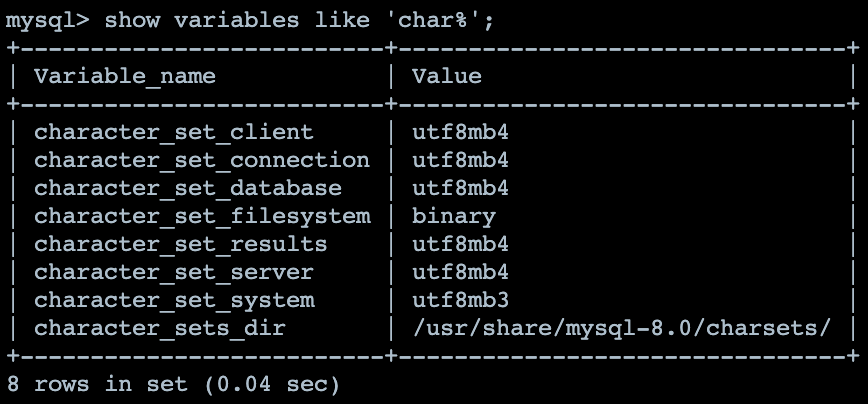 mysql> show variables like 'char%';
+--------------------------+--------------------------------+
| Variable_name            | Value                          |
+--------------------------+--------------------------------+
| character_set_client     | utf8mb4                        |
| character_set_connection | utf8mb4                        |
| character_set_database   | utf8mb4                        |
| character_set_filesystem | binary                         |
| character_set_results    | utf8mb4                        |
| character_set_server     | utf8mb4                        |
| character_set_system     | utf8mb3                        |
| character_sets_dir       | /usr/share/mysql-8.0/charsets/ |
+--------------------------+--------------------------------+
8 rows in set (0.04 sec)